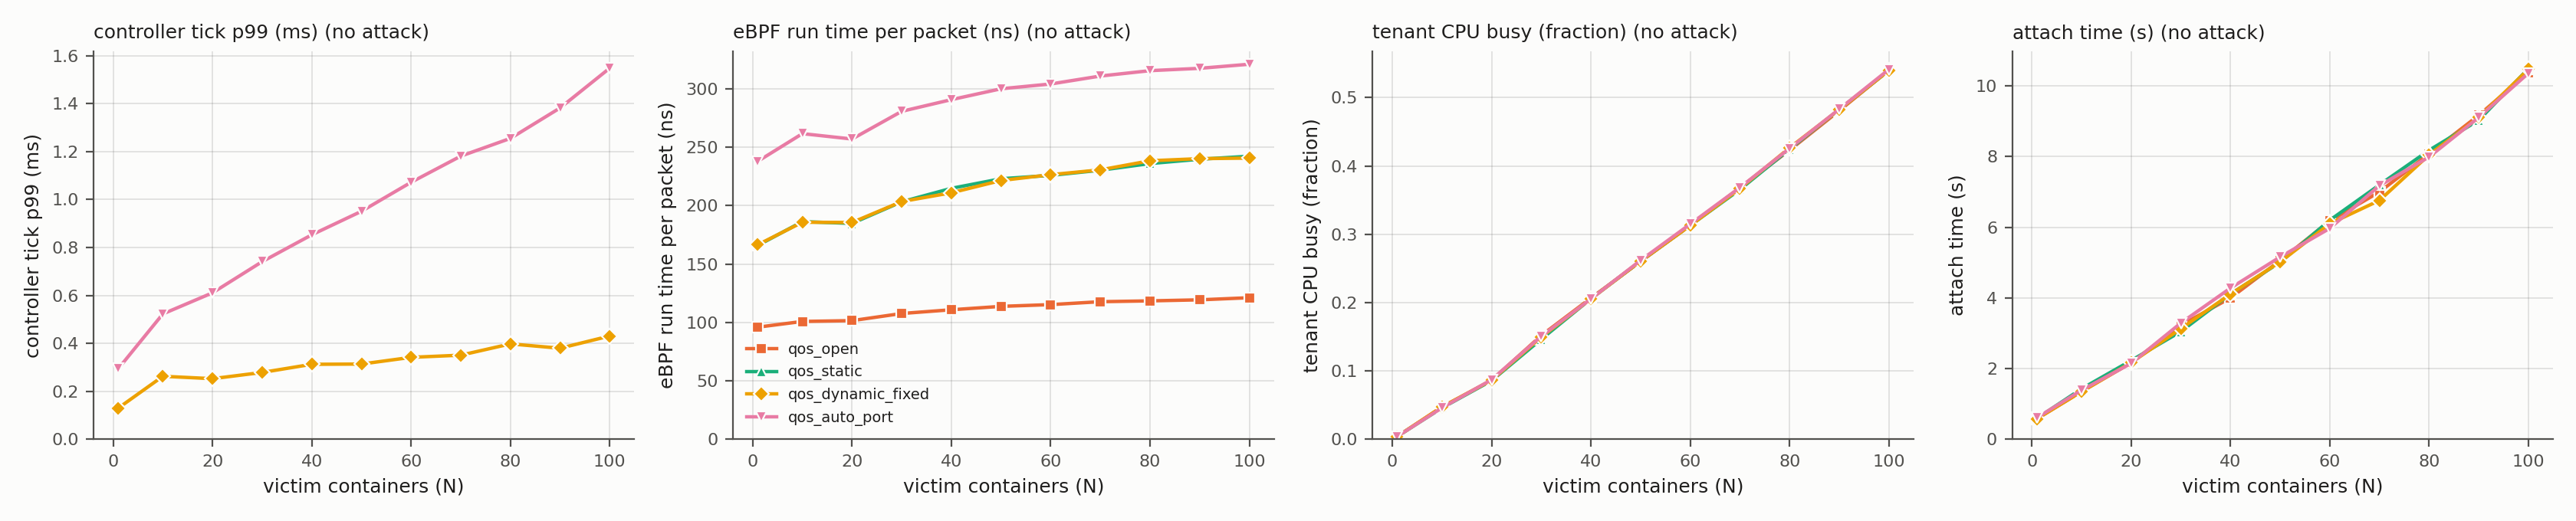 controller tick p99 (ms) (no attack)
controller tick p99 (ms)
1.6
1.4
1.2
1.0
0.8
0.6
0.4
0.2
0.0
0 20 40 60 80 100
victim containers (N)
eBPF run time per packet (ns) (no attack)
eBPF run time per packet (ns)
300
250
200
150
100
50
0
qos_open
qos_static
qos_dynamic_fixed
qos_auto_port
0 20 40 60 80 100
victim containers (N)
tenant CPU busy (fraction) (no attack)
tenant CPU busy (fraction)
0.5
0.4
0.3
0.2
0.1
0.0
0 20 40 60 80 100
victim containers (N)
attach time (s) (no attack)
attach time (s)
10
8
6
4
2
0
0 20 40 60 80 100
victim containers (N)